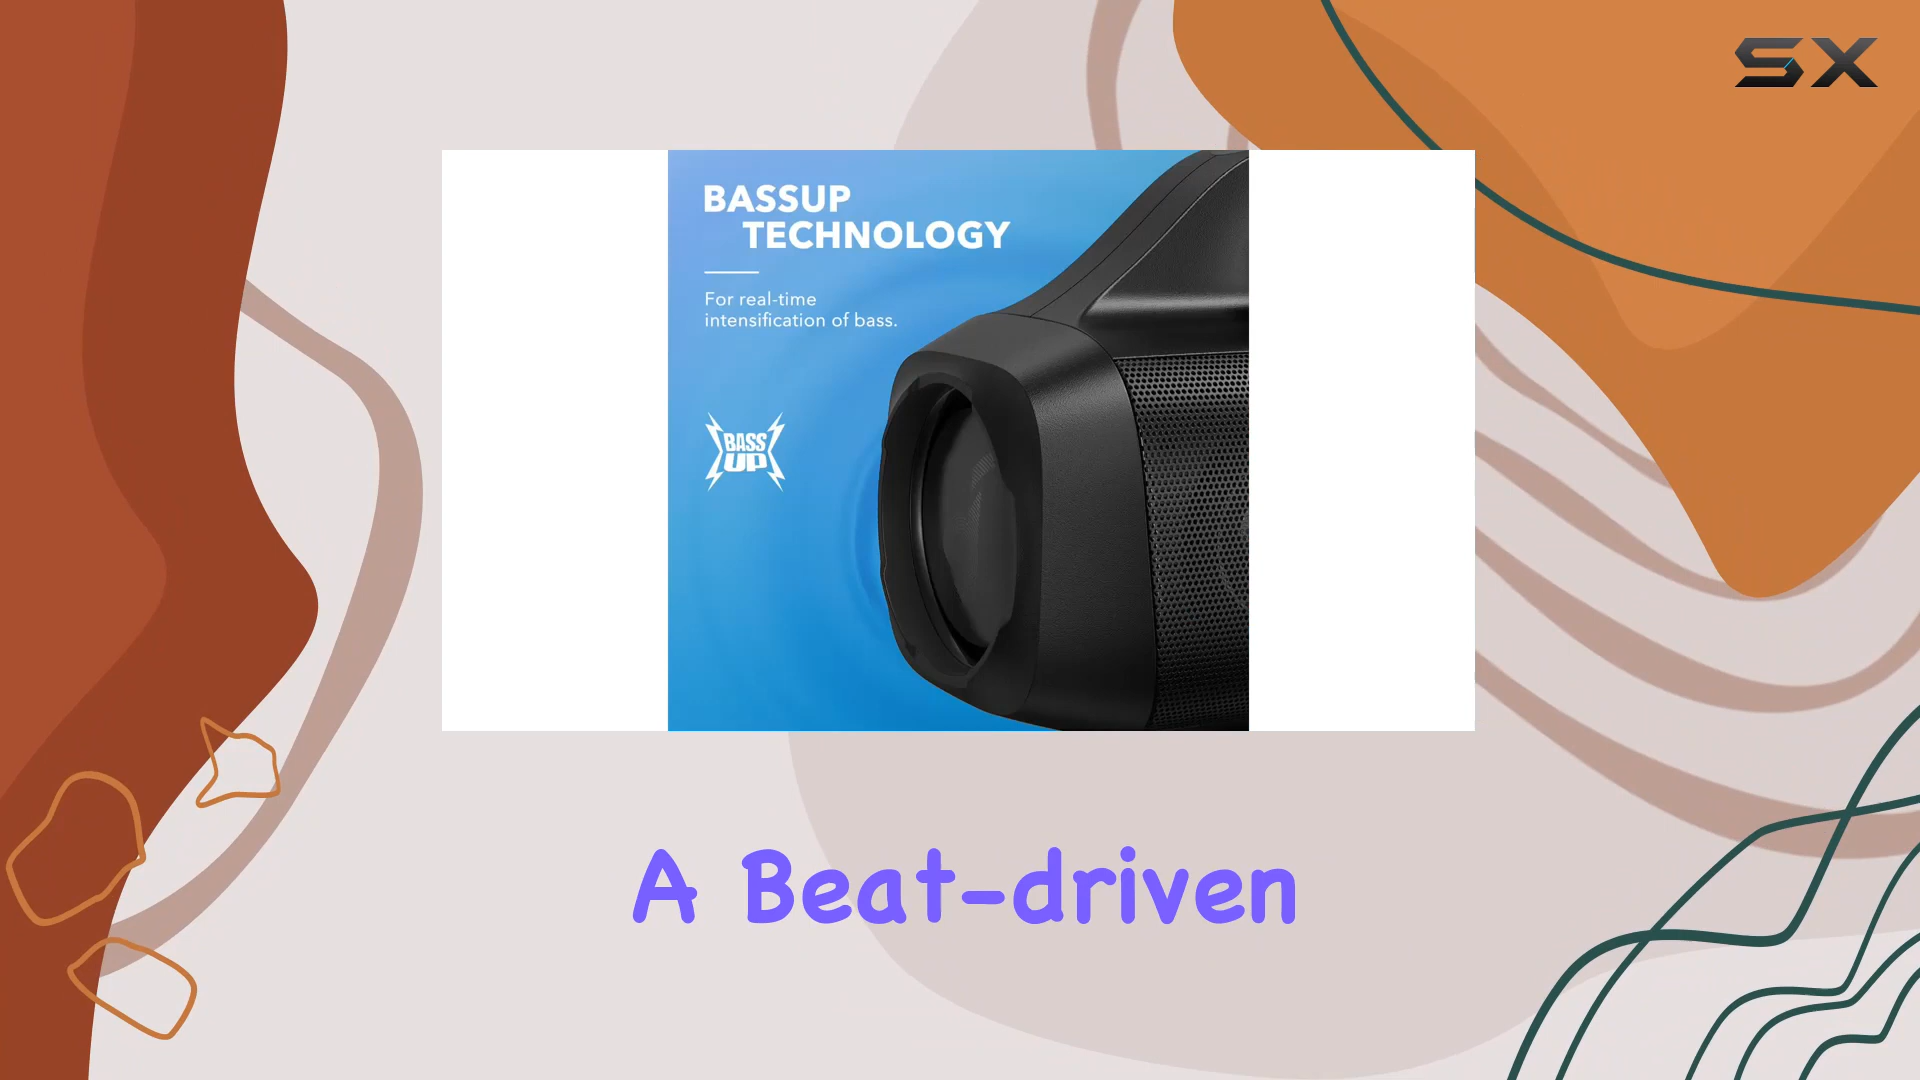 SX
BASSUP
TECHNOLOGY
For real-time
intensification of bass.
BASS
UP
A Beat-driven